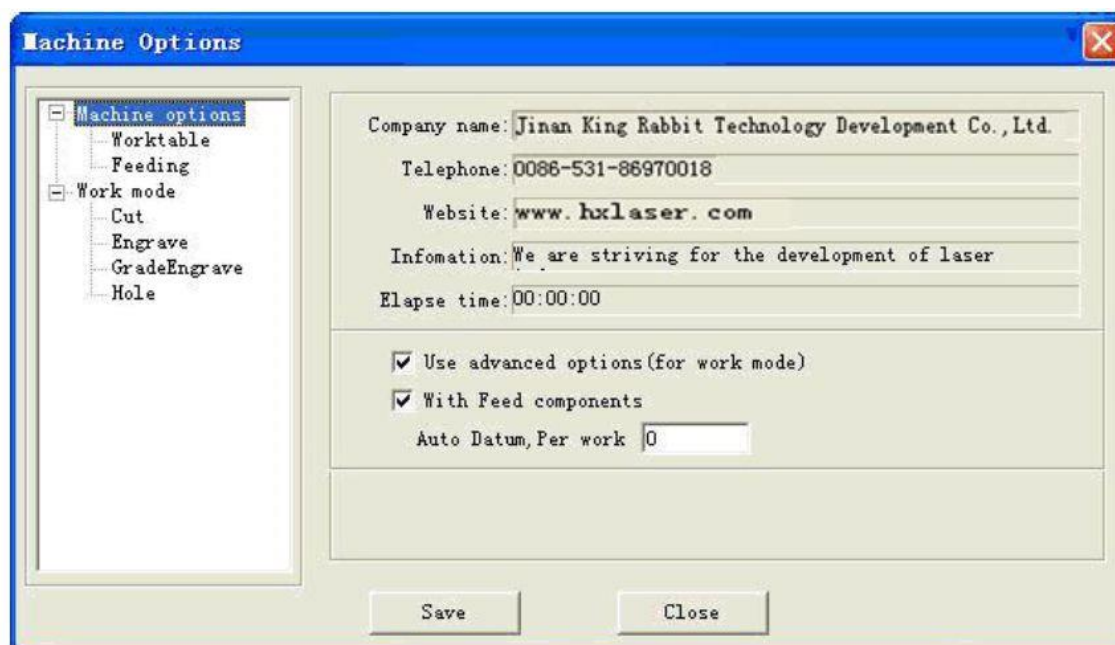 Machine Options
Machine options
Worktable
Feeding
Work mode
Cut
Engrave
GradeEngrave
Hole
Company name: Jinan King Rabbit Technology Development Co.,Ltd.
Telephone: 0086-531-86970018
Website: www.hxlaser.com
Infomation: We are striving for the development of laser
Elapse time: 00:00:00
Use advanced options(for work mode)
With Feed components
Auto Datum,Per work 0
Save
Close